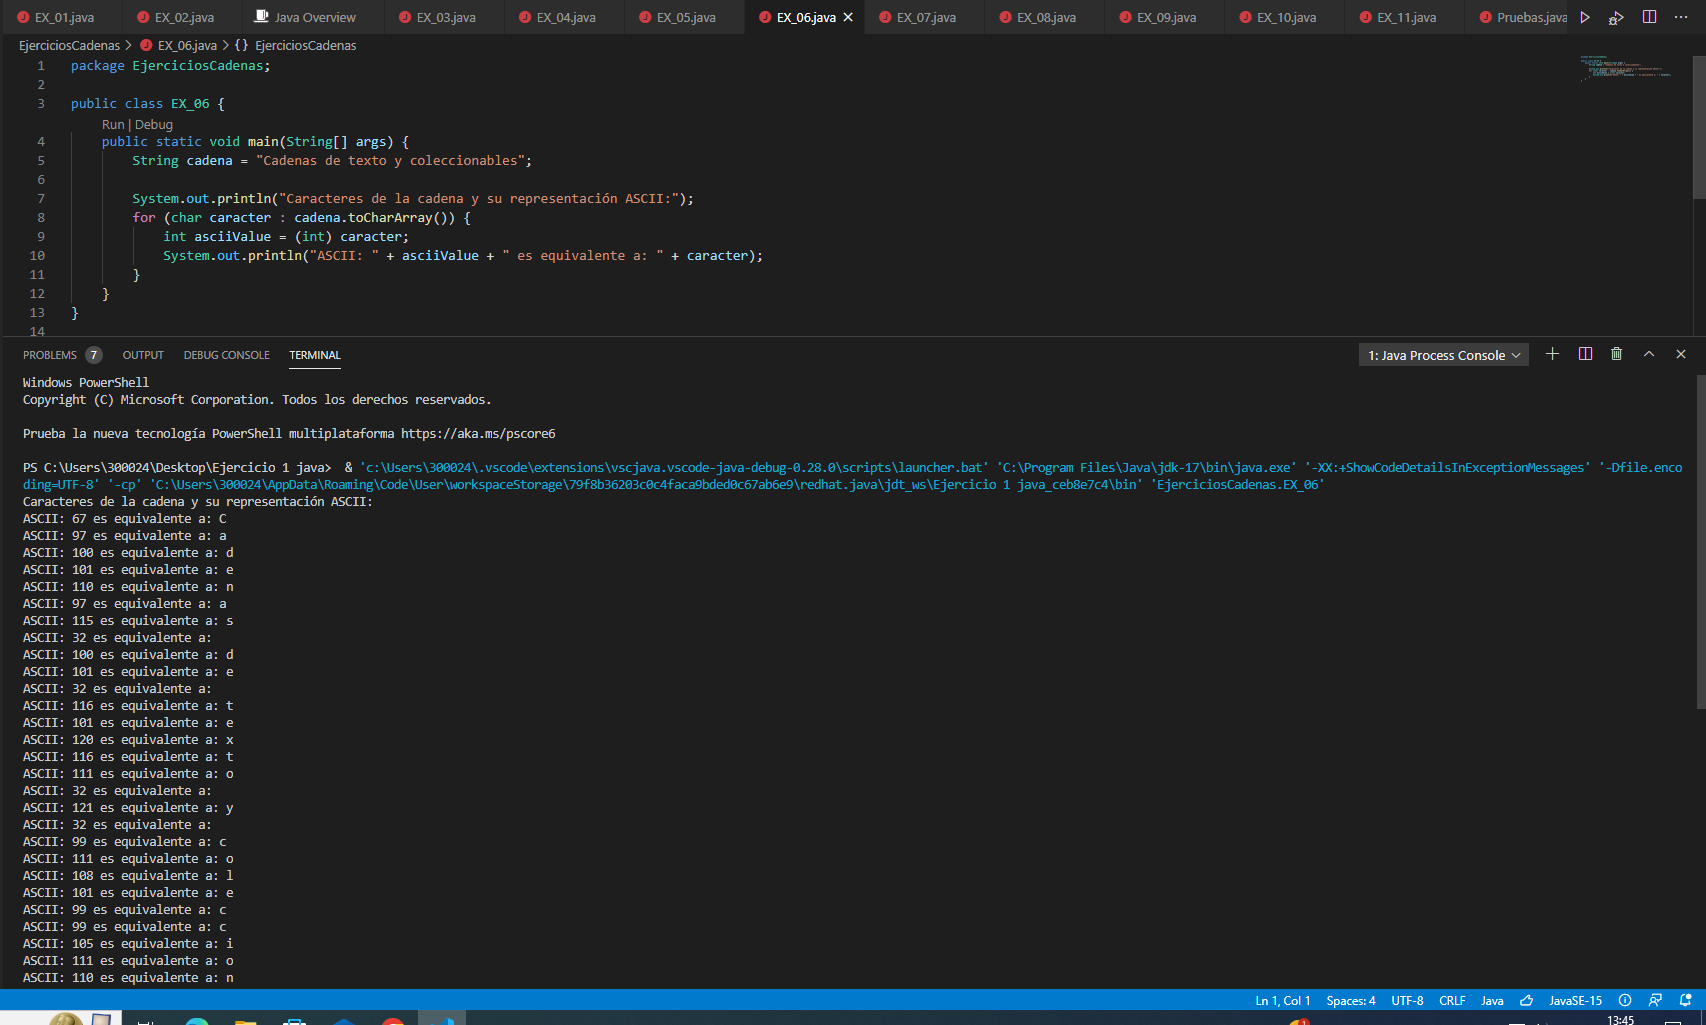 EX_01.java EX_02.java Java Overview EX_03.java EX_04.java EX_05.java EX_06.java EX_07.java EX_08.java EX_09.java EX_10.java EX_11.java Pruebas.java
EjerciciosCadenas > EX_06.java > {} EjerciciosCadenas
1 package EjerciciosCadenas;
2
3 public class EX_06 {
Run | Debug
4 public static void main(String[] args) {
5 String cadena = "Cadenas de texto y coleccionables";
6
7 System.out.println("Caracteres de la cadena y su representación ASCII:");
8 for (char caracter : cadena.toCharArray()) {
9 int asciiValue = (int) caracter;
10 System.out.println("ASCII: " + asciiValue + " es equivalente a: " + caracter);
11 }
12 }
13 }
14
PROBLEMS 7 OUTPUT DEBUG CONSOLE TERMINAL 1: Java Process Console
Windows PowerShell
Copyright (C) Microsoft Corporation. Todos los derechos reservados.
Prueba la nueva tecnología PowerShell multiplataforma https://aka.ms/pscore6
PS C:\Users\300024\Desktop\Ejercicio 1 java>  & 'c:\Users\300024\.vscode\extensions\vscjava.vscode-java-debug-0.28.0\scripts\launcher.bat' 'C:\Program Files\Java\jdk-17\bin\java.exe' '-XX:+ShowCodeDetailsInExceptionMessages' '-Dfile.enco
ding=UTF-8' '-cp' 'C:\Users\300024\AppData\Roaming\Code\User\workspaceStorage\79f8b36203c0c4faca9bded0c67ab6e9\redhat.java\jdt_ws\Ejercicio 1 java_ceb8e7c4\bin' 'EjerciciosCadenas.EX_06'
Caracteres de la cadena y su representación ASCII:
ASCII: 67 es equivalente a: C
ASCII: 97 es equivalente a: a
ASCII: 100 es equivalente a: d
ASCII: 101 es equivalente a: e
ASCII: 110 es equivalente a: n
ASCII: 97 es equivalente a: a
ASCII: 115 es equivalente a: s
ASCII: 32 es equivalente a:
ASCII: 100 es equivalente a: d
ASCII: 101 es equivalente a: e
ASCII: 32 es equivalente a:
ASCII: 116 es equivalente a: t
ASCII: 101 es equivalente a: e
ASCII: 120 es equivalente a: x
ASCII: 116 es equivalente a: t
ASCII: 111 es equivalente a: o
ASCII: 32 es equivalente a:
ASCII: 121 es equivalente a: y
ASCII: 32 es equivalente a:
ASCII: 99 es equivalente a: c
ASCII: 111 es equivalente a: o
ASCII: 108 es equivalente a: l
ASCII: 101 es equivalente a: e
ASCII: 99 es equivalente a: c
ASCII: 99 es equivalente a: c
ASCII: 105 es equivalente a: i
ASCII: 111 es equivalente a: o
ASCII: 110 es equivalente a: n
Ln 1, Col 1 Spaces: 4 UTF-8 CRLF Java JavaSE-15
13:45